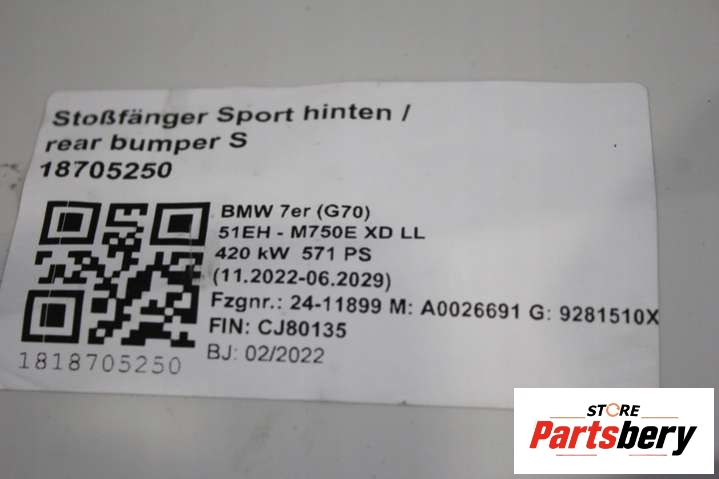 Stoßfänger Sport hinten /
rear bumper S
18705250
BMW 7er (G70)
51EH - M750E XD LL
420 kW 571 PS
(11.2022-06.2029)
Fzgnr.: 24-11899 M: A0026691 G: 9281510X
FIN: CJ80135
BJ: 02/2022
1818705250
STORE
Partsbery